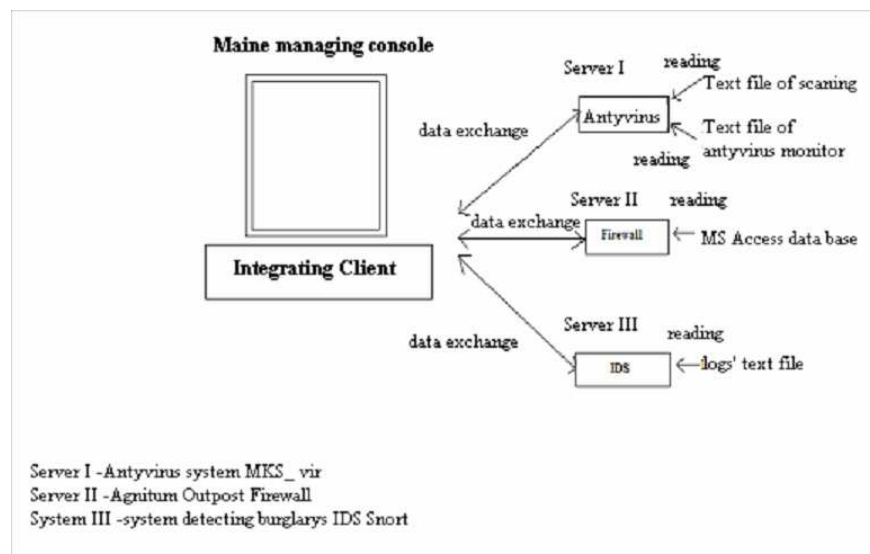 Maine managing console
Integrating Client
data exchange
Server I
reading
Antyvirus
Text file of scaning
Text file of
antyvirus monitor
reading
data exchange
Server II
reading
Firewall
MS Access data base
data exchange
Server III
reading
IDS
logs' text file
Server I -Antyvirus system MKS_ vir
Server II -Agnitum Outpost Firewall
System III -system detecting burglarys IDS Snort